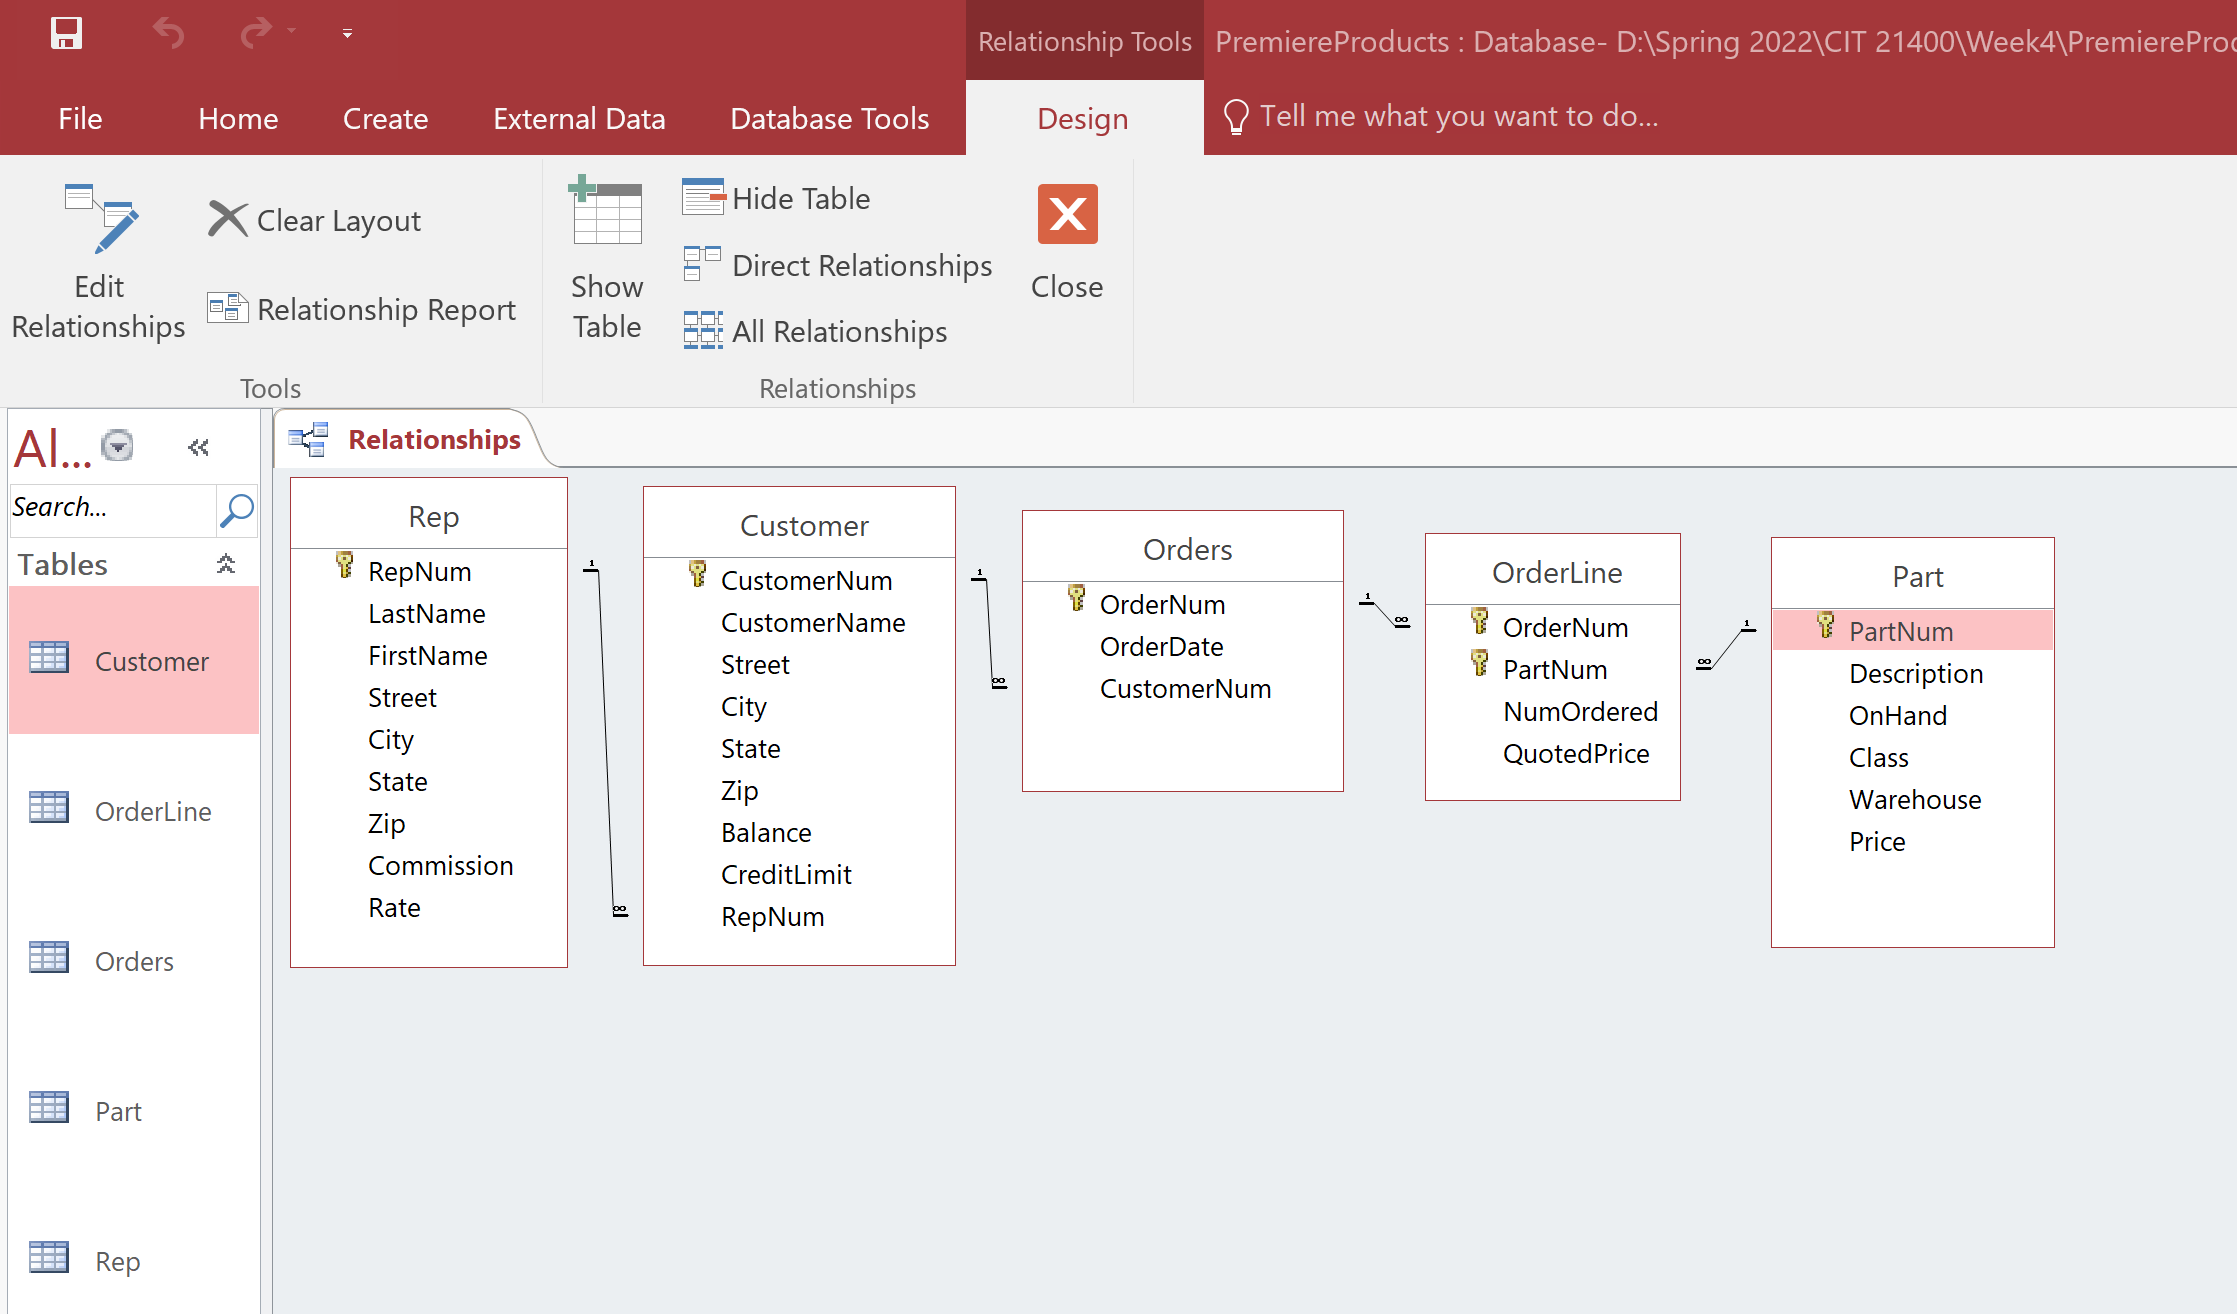 Relationship Tools
PremiereProducts : Database- D:\Spring 2022\CIT 21400\Week4\PremierePro
File Home Create External Data Database Tools Design Tell me what you want to do...
Edit Relationships
Clear Layout
Relationship Report
Tools
Show Table
Hide Table
Direct Relationships
All Relationships
Relationships
Close
Al...
Search...
Tables
Customer
OrderLine
Orders
Part
Rep
Relationships
Rep
RepNum
LastName
FirstName
Street
City
State
Zip
Commission
Rate
1
∞
Customer
CustomerNum
CustomerName
Street
City
State
Zip
Balance
CreditLimit
RepNum
1
∞
Orders
OrderNum
OrderDate
CustomerNum
1
∞
OrderLine
OrderNum
PartNum
NumOrdered
QuotedPrice
∞
1
Part
PartNum
Description
OnHand
Class
Warehouse
Price